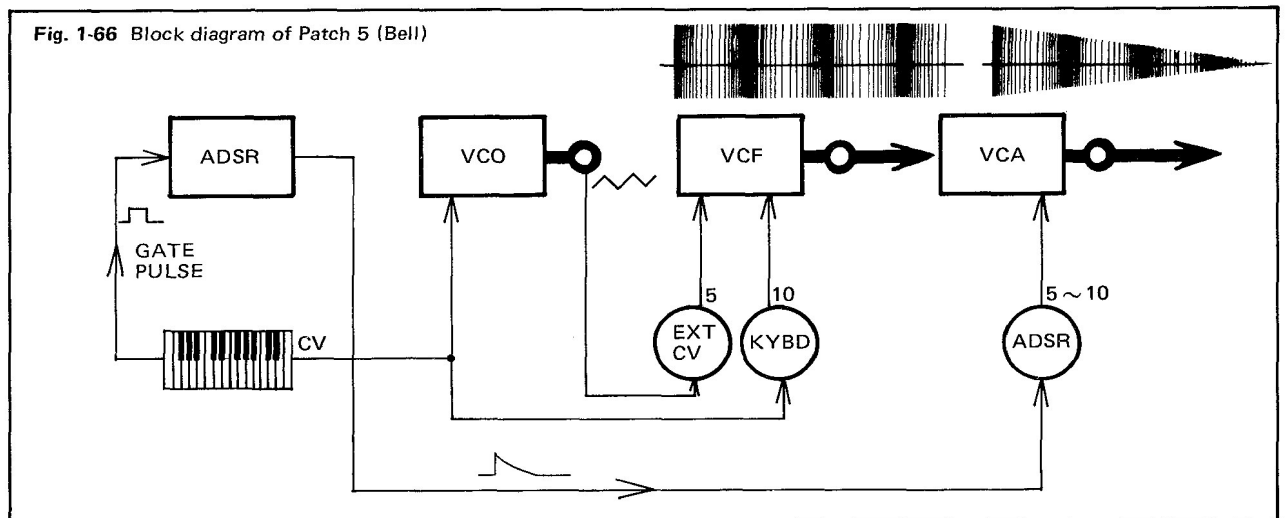 Fig. 1-66 Block diagram of Patch 5 (Bell)
ADSR
VCO
VCF
VCA
GATE
PULSE
CV
5
10
5 ~ 10
EXT
CV
KYBD
ADSR